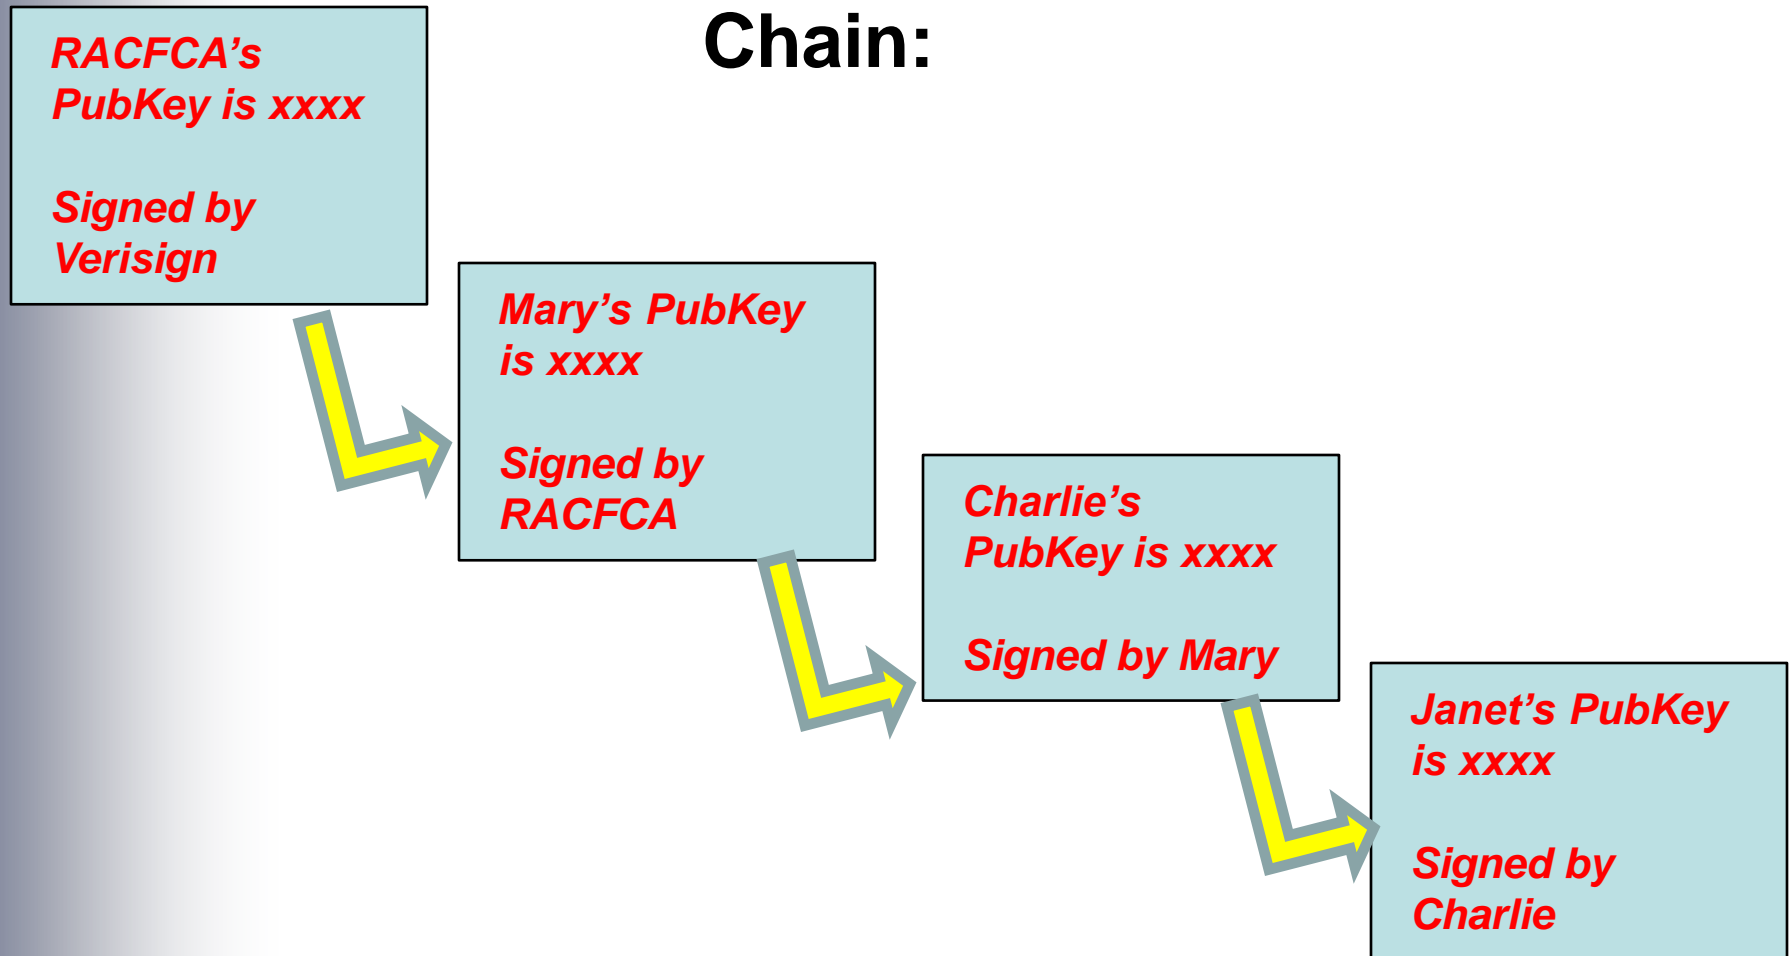 Chain:
RACFCA’s
PubKey is xxxx
Signed by
Verisign
Mary’s PubKey
is xxxx
Signed by
RACFCA
Charlie’s
PubKey is xxxx
Signed by Mary
Janet’s PubKey
is xxxx
Signed by
Charlie